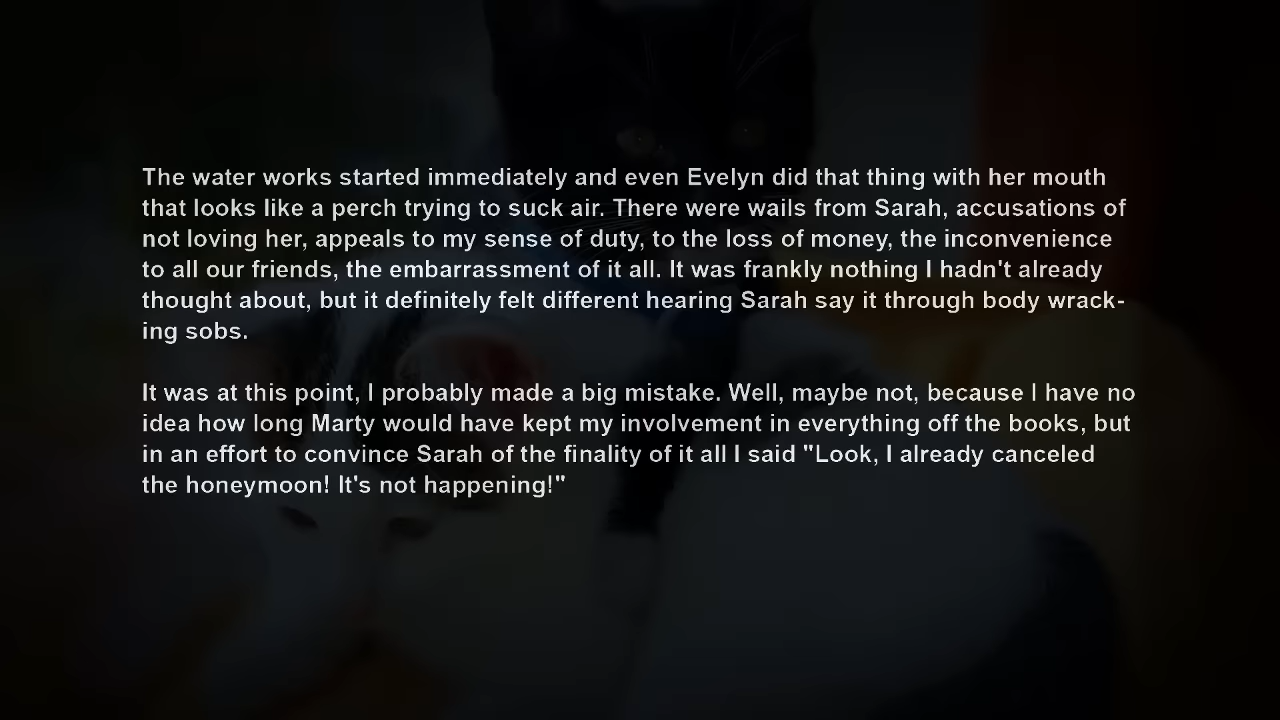 The water works started immediately and even Evelyn did that thing with her mouth
that looks like a perch trying to suck air. There were wails from Sarah, accusations of
not loving her, appeals to my sense of duty, to the loss of money, the inconvenience
to all our friends, the embarrassment of it all. It was frankly nothing I hadn't already
thought about, but it definitely felt different hearing Sarah say it through body wrack-
ing sobs.
It was at this point, I probably made a big mistake. Well, maybe not, because I have no
idea how long Marty would have kept my involvement in everything off the books, but
in an effort to convince Sarah of the finality of it all I said "Look, I already canceled
the honeymoon! It's not happening!"